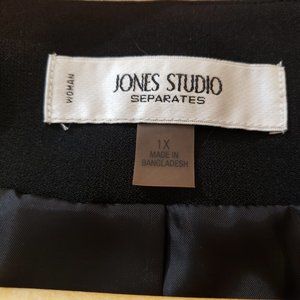 WOMAN
JONES STUDIO
SEPARATES
1X
MADE IN
BANGLADESH